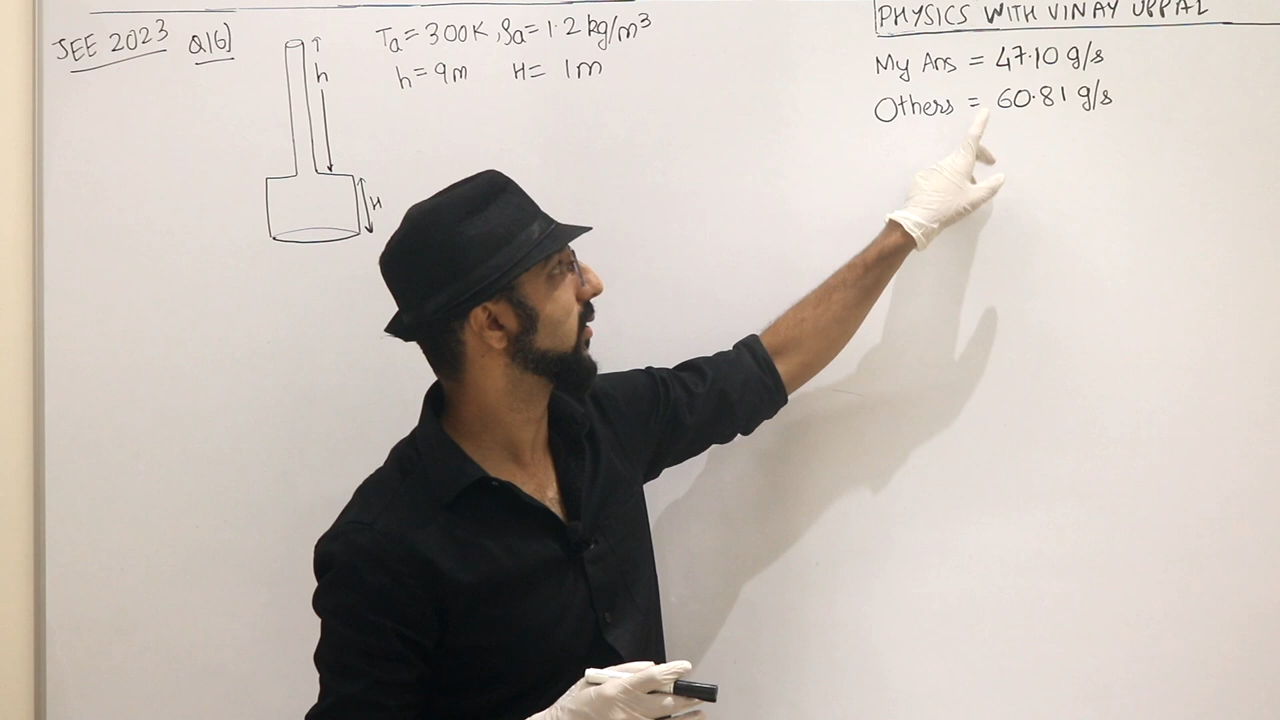 JEE 2023 Q16]
Ta = 300K, ρa = 1.2 kg/m³
h = 9m H = 1m
h
H
PHYSICS WITH VINAY UPPAL
My Ans = 47.10 g/s
Others = 60.81 g/s